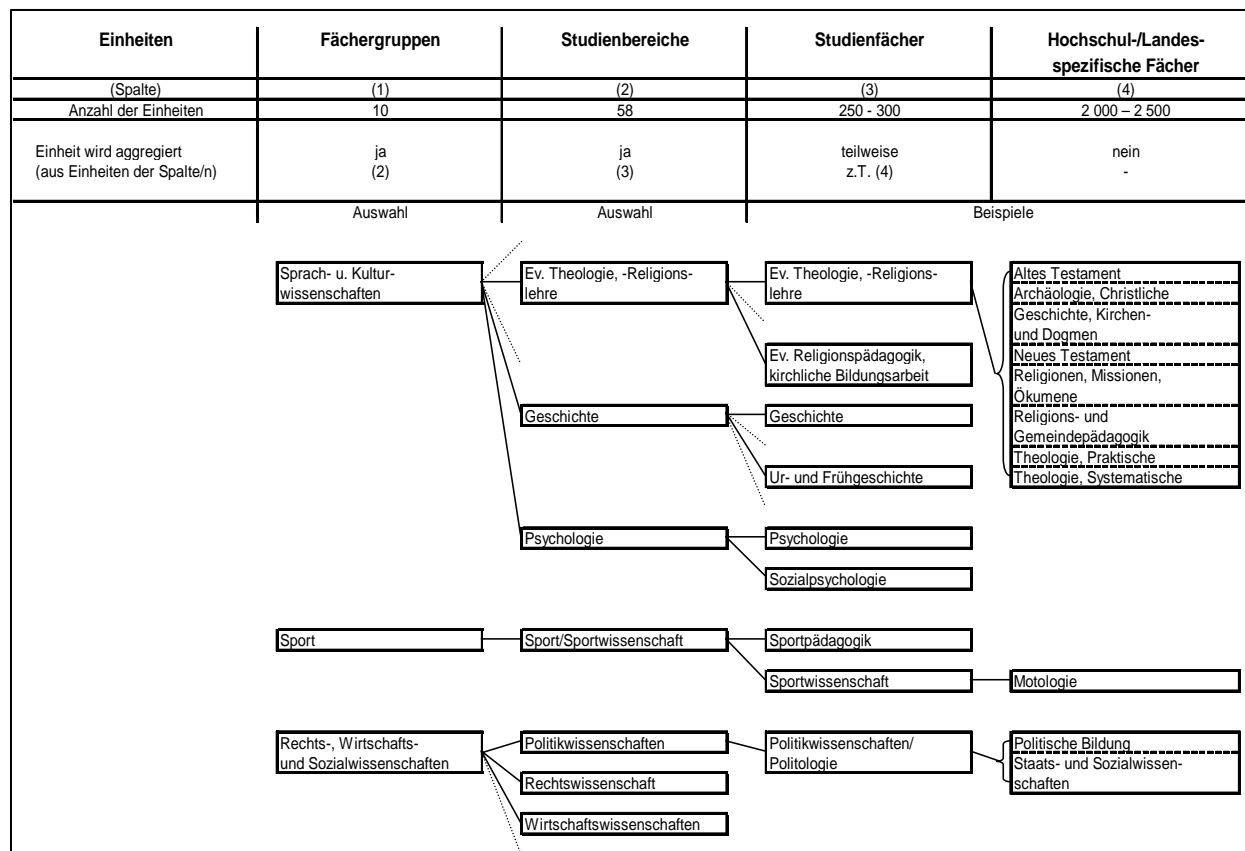 Einheiten
Fächergruppen
Studienbereiche
Studienfächer
Hochschul-/Landes-
spezifische Fächer
(Spalte)
(1)
(2)
(3)
(4)
Anzahl der Einheiten
10
58
250 - 300
2 000 – 2 500
Einheit wird aggregiert
(aus Einheiten der Spalte/n)
ja
(2)
ja
(3)
teilweise
z.T. (4)
nein
-
Auswahl
Auswahl
Beispiele
Sprach- u. Kultur-
wissenschaften
Ev. Theologie, -Religions-
lehre
Ev. Theologie, -Religions-
lehre
Altes Testament
Archäologie, Christliche
Geschichte, Kirchen-
und Dogmen
Neues Testament
Religionen, Missionen,
Ökumene
Religions- und
Gemeindepädagogik
Theologie, Praktische
Theologie, Systematische
Ev. Religionspädagogik,
kirchliche Bildungsarbeit
Geschichte
Geschichte
Ur- und Frühgeschichte
Psychologie
Psychologie
Sozialpsychologie
Sport
Sport/Sportwissenschaft
Sportpädagogik
Sportwissenschaft
Motologie
Rechts-, Wirtschafts-
und Sozialwissenschaften
Politikwissenschaften
Politikwissenschaften/
Politologie
Politische Bildung
Staats- und Sozialwissen-
schaften
Rechtswissenschaft
Wirtschaftswissenschaften